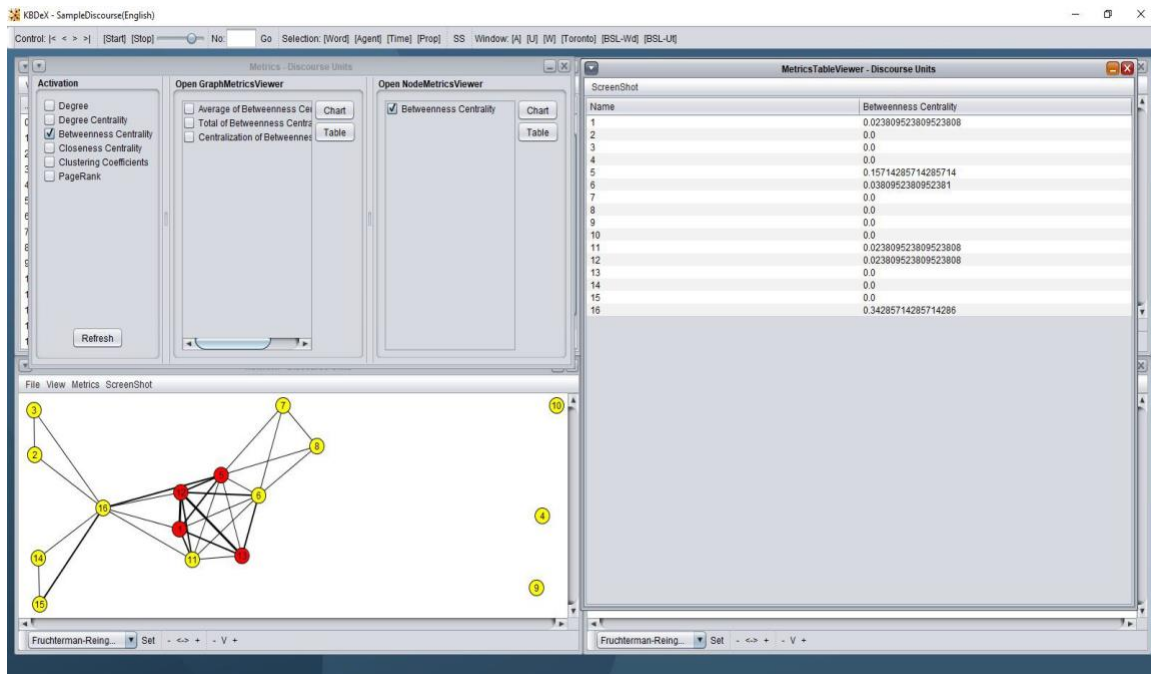 KBDeX - SampleDiscourse(English)
Control: |< < > >| [Start] [Stop] No: Go Selection: [Word] [Agent] [Time] [Prop] SS Window: [A] [U] [W] [Toronto] [BSL-Wd] [BSL-Ut]
Metrics - Discourse Units
Activation
Degree
Degree Centrality
Betweenness Centrality
Closeness Centrality
Clustering Coefficients
PageRank
Refresh
Open GraphMetricsViewer
Average of Betweenness Cei
Total of Betweenness Centra
Centralization of Betweennes
Chart
Table
Open NodeMetricsViewer
Betweenness Centrality
Chart
Table
MetricsTableViewer - Discourse Units
ScreenShot
Name Betweenness Centrality
1 0.023809523809523808
2 0.0
3 0.0
4 0.0
5 0.15714285714285714
6 0.0380952380952381
7 0.0
8 0.0
9 0.0
10 0.0
11 0.023809523809523808
12 0.023809523809523808
13 0.0
14 0.0
15 0.0
16 0.34285714285714286
File View Metrics ScreenShot
3
7
10
2
8
6
16
4
11
14
9
15
Fruchterman-Reing... Set - <-> + - V +
Fruchterman-Reing... Set - <-> + - V +